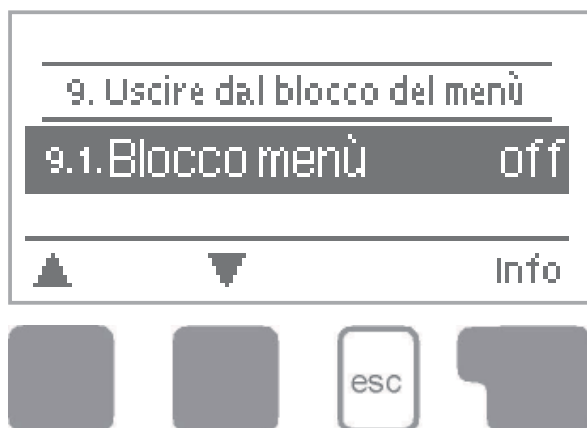 9. Uscire dal blocco del menù
9.1.Blocco menù off
Info
esc